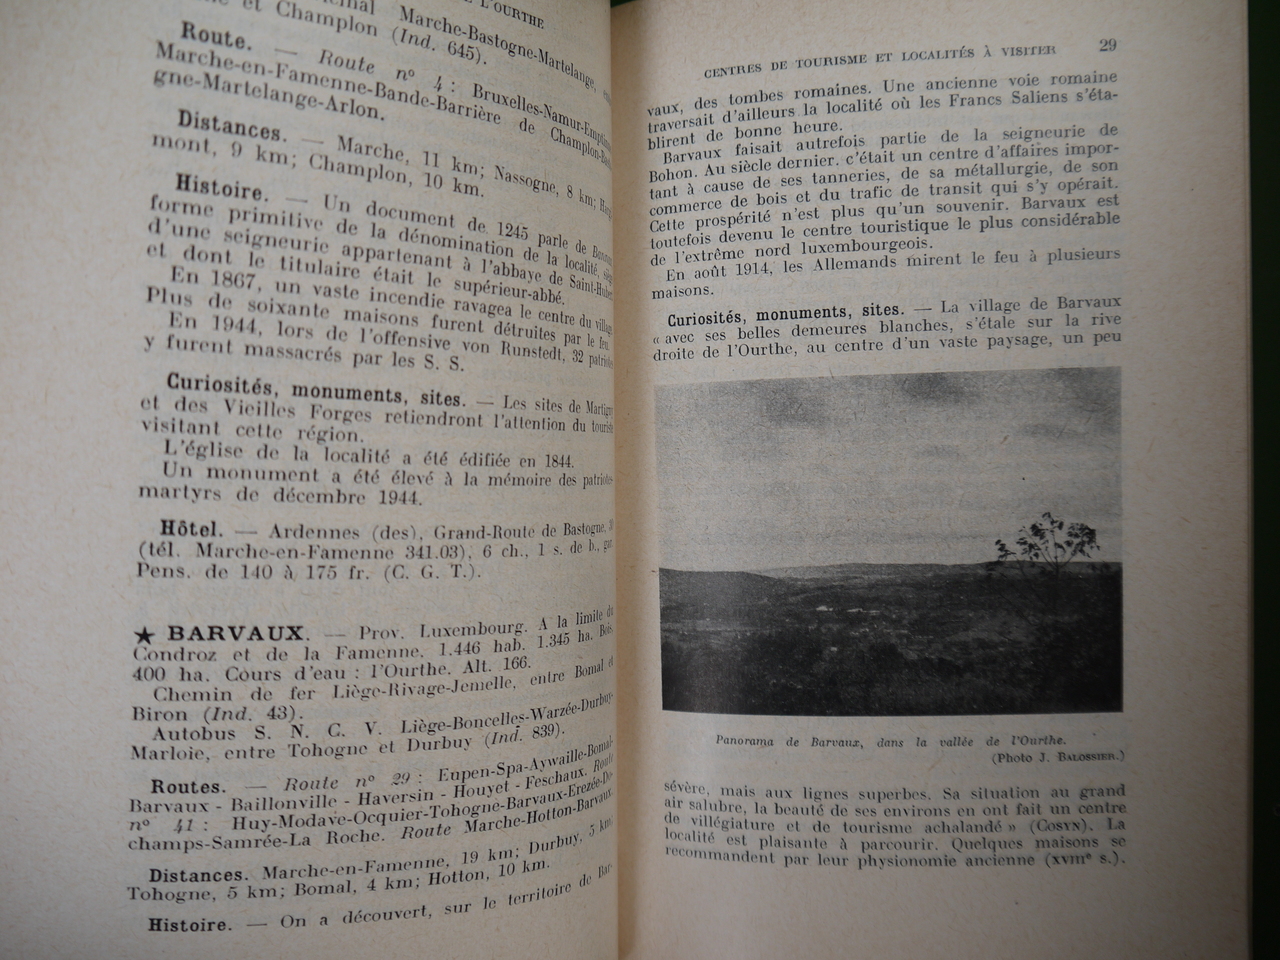 L'OURTHE
Marche-Bastogne-Martelange,
et Champlon (Ind. 645).
Route. — Route n° 4 : Bruxelles-Namur-Emptinne-
Marche-en-Famenne-Bande-Barrière de Champlon-
gne-Martelange-Arlon.
Distances. — Marche, 11 km; Nassogne, 8 km;
mont, 9 km; Champlon, 10 km.
Histoire. — Un document de 1245 parle de
forme primitive de la dénomination de la localité, siège
d'une seigneurie appartenant à l'abbaye de Saint-Hubert
et dont le titulaire était le supérieur-abbé.
En 1867, un vaste incendie ravagea le centre du village.
Plus de soixante maisons furent détruites par le feu.
En 1944, lors de l'offensive von Runstedt, 32 patriotes
y furent massacrés par les S. S.
Curiosités, monuments, sites. — Les sites de
et des Vieilles Forges retiendront l'attention du touriste
visitant cette région.
L'église de la localité a été édifiée en 1844.
Un monument a été élevé à la mémoire des patriotes-
martyrs de décembre 1944.
Hôtel. — Ardennes (des), Grand-Route de Bastogne,
(tél. Marche-en-Famenne 341.03), 6 ch., 1 s. de b., gar.
Pens. de 140 à 175 fr. (C. G. T.).
★ BARVAUX. — Prov. Luxembourg. A la limite du
Condroz et de la Famenne. 1.446 hab. 1.345 ha. Bois
400 ha. Cours d'eau : l'Ourthe. Alt. 166.
Chemin de fer Liège-Rivage-Jemelle, entre Bomal et
Biron (Ind. 43).
Autobus S. N. C. V. Liège-Boncelles-Warzée-Durbuy-
Marloie, entre Tohogne et Durbuy (Ind. 839).
Routes. — Route n° 29 : Eupen-Spa-Aywaille-Bomal-
Barvaux - Baillonville - Haversin - Houyet - Feschaux. Route
n° 41 : Huy-Modave-Ocquier-Tohogne-Barvaux-Erezée-Do-
champs-Samrée-La Roche. Route Marche-Hotton-Barvaux.
Distances. Marche-en-Famenne, 19 km; Durbuy, 5 km,
Tohogne, 5 km; Bomal, 4 km; Hotton, 10 km.
Histoire. — On a découvert, sur le territoire de Bar-
CENTRES DE TOURISME ET LOCALITÉS À VISITER 29
vaux, des tombes romaines. Une ancienne voie romaine
traversait d'ailleurs la localité où les Francs Saliens s'éta-
blirent de bonne heure.
Barvaux faisait autrefois partie de la seigneurie de
Bohon. Au siècle dernier, c'était un centre d'affaires impor-
tant à cause de ses tanneries, de sa métallurgie, de son
commerce de bois et du trafic de transit qui s'y opérait.
Cette prospérité n'est plus qu'un souvenir. Barvaux est
toutefois devenu le centre touristique le plus considérable
de l'extrême nord luxembourgeois.
En août 1914, les Allemands mirent le feu à plusieurs
maisons.
Curiosités, monuments, sites. — La village de Barvaux
« avec ses belles demeures blanches, s'étale sur la rive
droite de l'Ourthe, au centre d'un vaste paysage, un peu
Panorama de Barvaux, dans la vallée de l'Ourthe.
(Photo J. BALOSSIER.)
sévère, mais aux lignes superbes. Sa situation au grand
air salubre, la beauté de ses environs en ont fait un centre
de villégiature et de tourisme achalandé » (COSYN). La
localité est plaisante à parcourir. Quelques maisons se
recommandent par leur physionomie ancienne (XVIIIe s.).